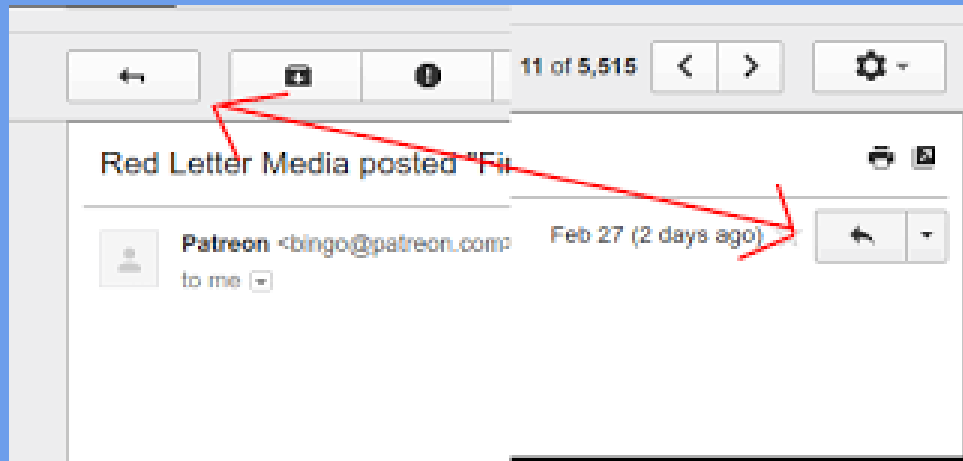 11 of 5,515
Red Letter Media posted "Fi
Patreon <bingo@patreon.com>
Feb 27 (2 days ago)
to me